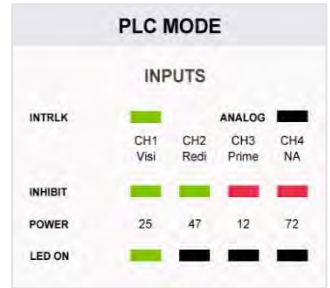 PLC MODE
INPUTS
INTRLK ANALOG
CH1 CH2 CH3 CH4
Visi Redi Prime NA
INHIBIT
POWER 25 47 12 72
LED ON